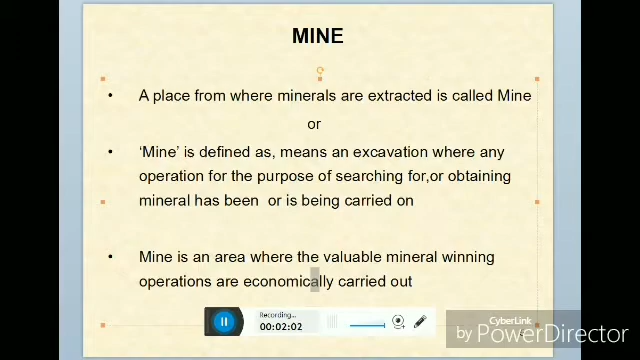 MINE
A place from where minerals are extracted is called Mine
or
‘Mine’ is defined as, means an excavation where any
operation for the purpose of searching for,or obtaining
mineral has been or is being carried on
Mine is an area where the valuable mineral winning
operations are economically carried out
Recording...
00:02:02
CyberLink
by PowerDirector